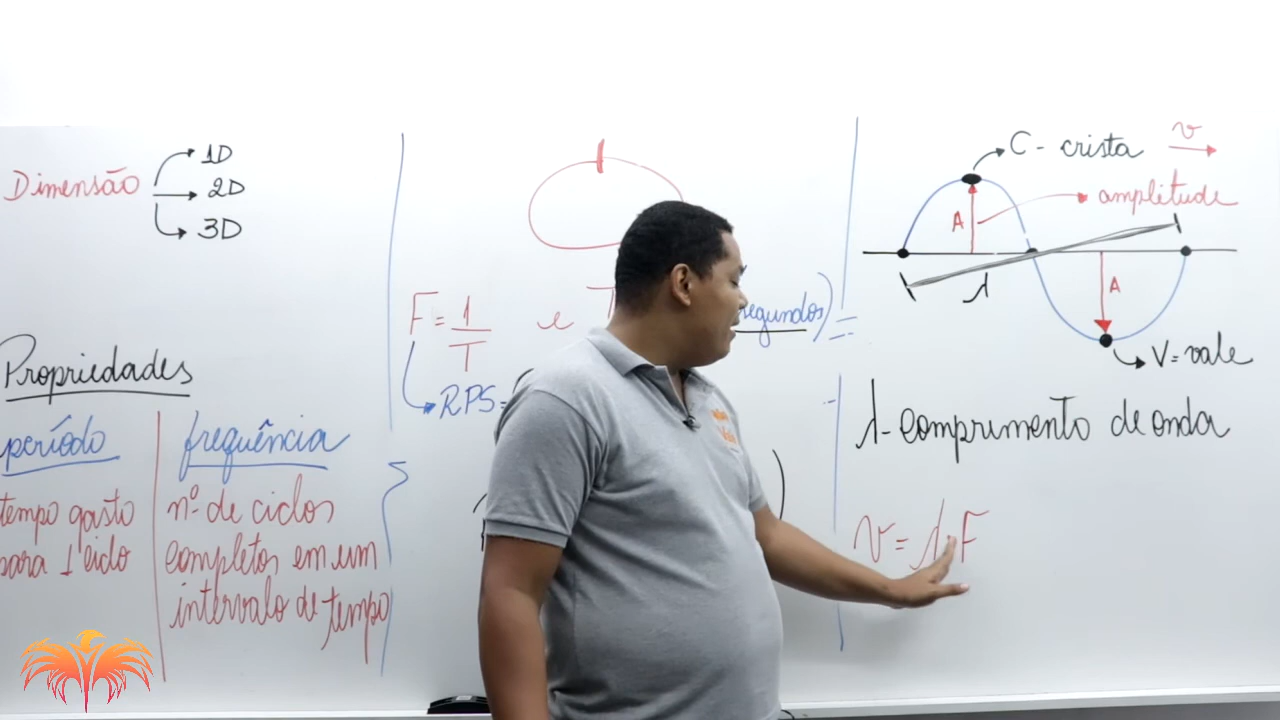 Dimensão
1D
2D
3D
Propriedades
período
tempo gasto
para 1 ciclo
frequência
nº de ciclos
completos em um
intervalo de tempo
F = 1/T e T
segundos) =
RPS =
C - crista
v
A
amplitude
λ
A
V = vale
λ - comprimento de onda
v = λF